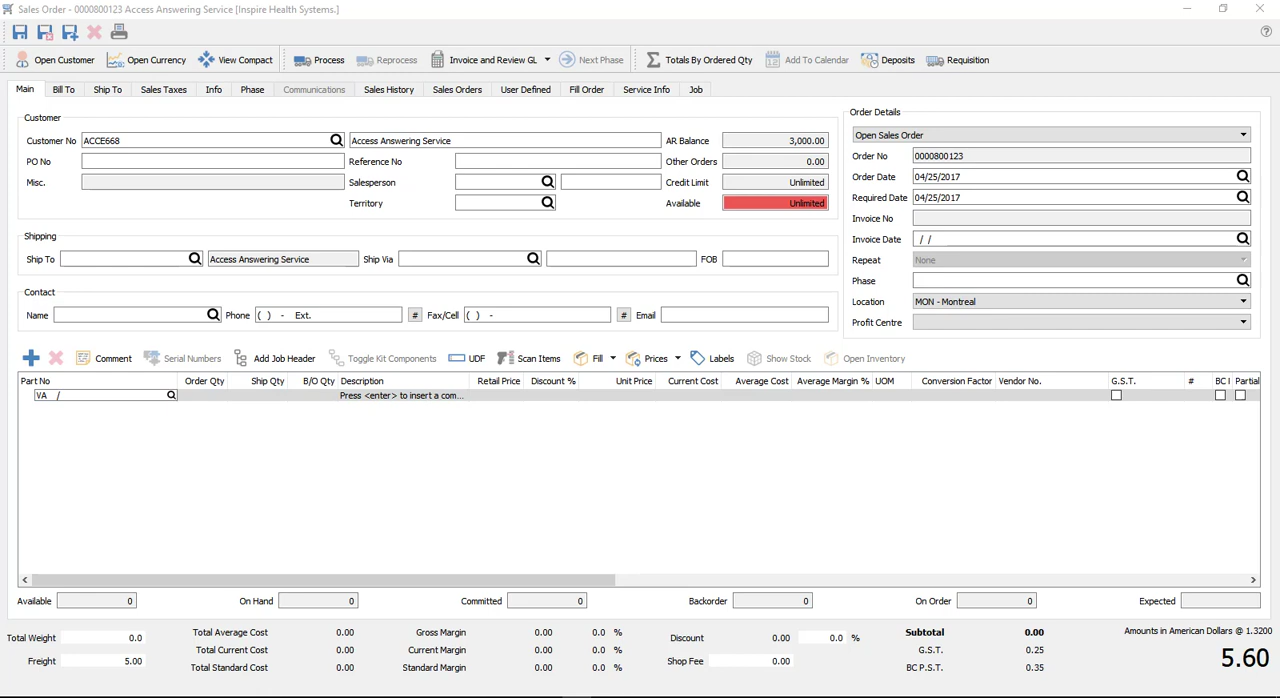 Sales Order - 0000800123 Access Answering Service [Inspire Health Systems.]
Open Customer Open Currency View Compact Process Reprocess Invoice and Review GL Next Phase Totals By Ordered Qty Add To Calendar Deposits Requisition
Main Bill To Ship To Sales Taxes Info Phase Communications Sales History Sales Orders User Defined Fill Order Service Info Job
Customer
Customer No ACCE668 Access Answering Service AR Balance 3,000.00
PO No Reference No Other Orders 0.00
Misc. Salesperson Credit Limit Unlimited
Territory Available Unlimited
Shipping
Ship To Access Answering Service Ship Via FOB
Contact
Name Phone ( ) - Ext. # Fax/Cell ( ) - # Email
Order Details
Open Sales Order
Order No 0000800123
Order Date 04/25/2017
Required Date 04/25/2017
Invoice No
Invoice Date / /
Repeat None
Phase
Location MON - Montreal
Profit Centre
Comment Serial Numbers Add Job Header Toggle Kit Components UDF Scan Items Fill Prices Labels Show Stock Open Inventory
Part No Order Qty Ship Qty B/O Qty Description Retail Price Discount % Unit Price Current Cost Average Cost Average Margin % UOM Conversion Factor Vendor No. G.S.T. # BC I Partial
VA / Press <enter> to insert a com...
Available 0 On Hand 0 Committed 0 Backorder 0 On Order 0 Expected
Total Weight 0.0
Freight 5.00
Total Average Cost 0.00
Total Current Cost 0.00
Total Standard Cost 0.00
Gross Margin 0.00 0.0 %
Current Margin 0.00 0.0 %
Standard Margin 0.00 0.0 %
Discount 0.00 0.0 %
Shop Fee 0.00
Subtotal 0.00
G.S.T. 0.25
BC P.S.T. 0.35
Amounts in American Dollars @ 1.3200
5.60